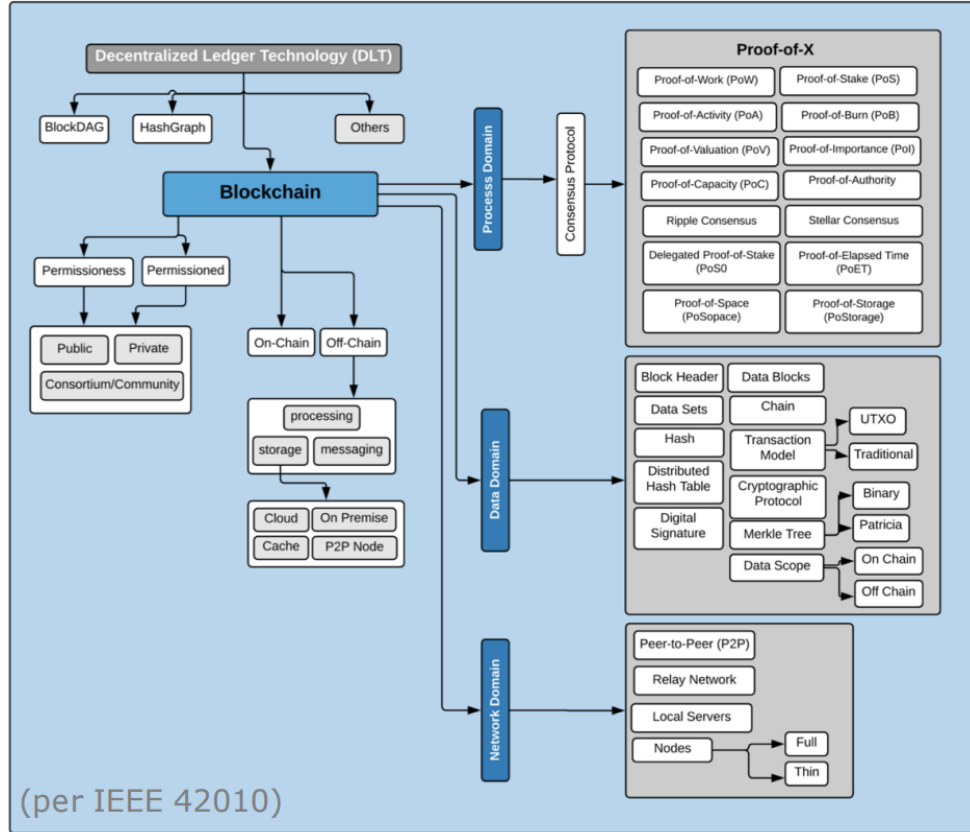 Decentralized Ledger Technology (DLT)
BlockDAG
HashGraph
Others
Blockchain
Permissioness
Permissioned
Public
Private
Consortium/Community
On-Chain
Off-Chain
processing
storage
messaging
Cloud
On Premise
Cache
P2P Node
Processs Domain
Consensus Protocol
Proof-of-X
Proof-of-Work (PoW)
Proof-of-Stake (PoS)
Proof-of-Activity (PoA)
Proof-of-Burn (PoB)
Proof-of-Valuation (PoV)
Proof-of-Importance (PoI)
Proof-of-Capacity (PoC)
Proof-of-Authority
Ripple Consensus
Stellar Consensus
Delegated Proof-of-Stake
(PoS0
Proof-of-Elapsed Time
(PoET)
Proof-of-Space
(PoSopace)
Proof-of-Storage
(PoStorage)
Data Domain
Block Header
Data Blocks
Data Sets
Chain
Hash
Transaction
Model
UTXO
Traditional
Distributed
Hash Table
Cryptographic
Protocol
Digital
Signature
Merkle Tree
Binary
Patricia
Data Scope
On Chain
Off Chain
Network Domain
Peer-to-Peer (P2P)
Relay Network
Local Servers
Nodes
Full
Thin
(per IEEE 42010)